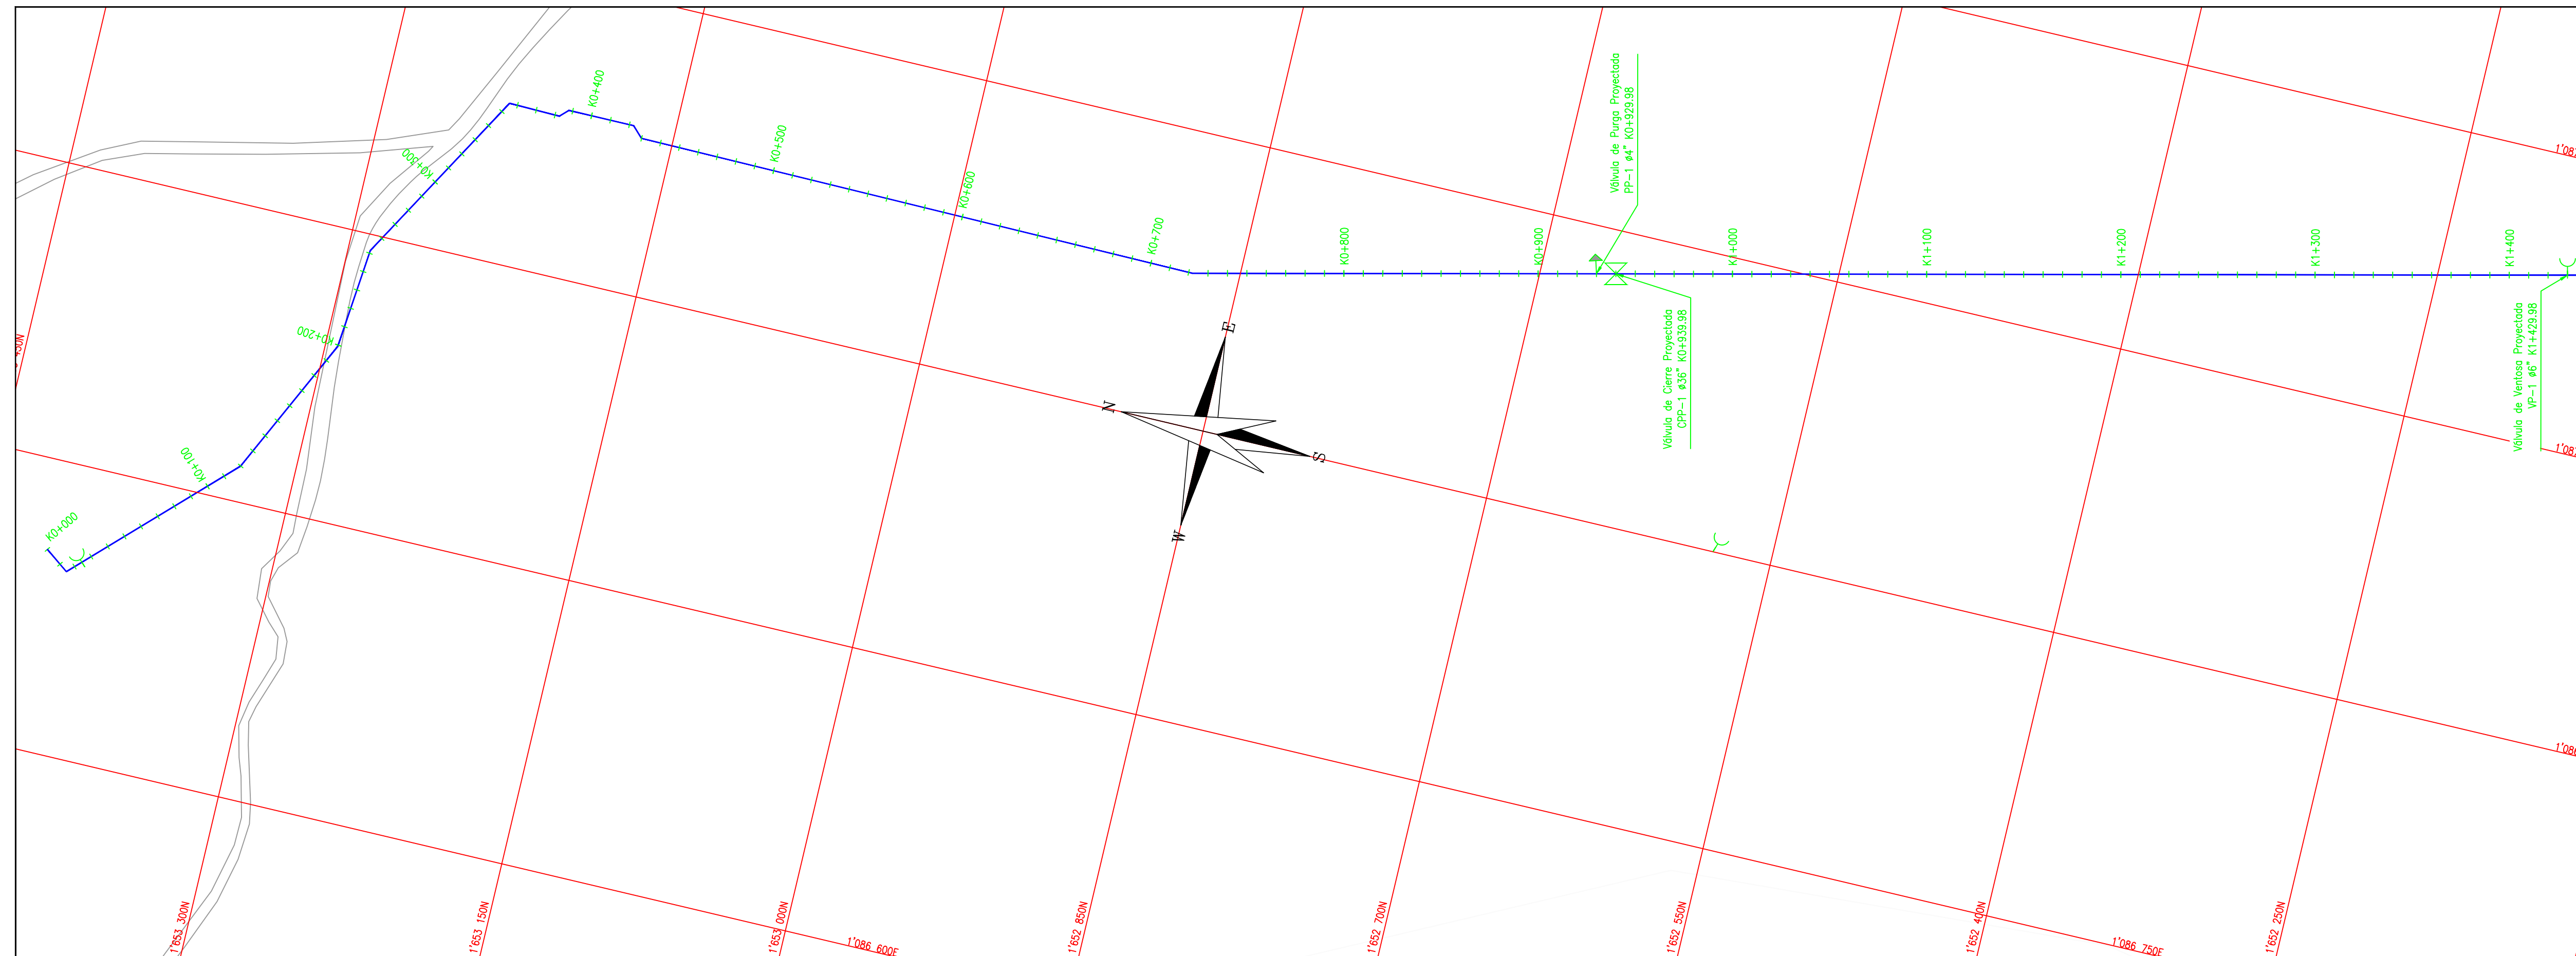 K0+000
K0+100
K0+200
K0+300
K0+400
K0+500
K0+600
K0+700
K0+800
K0+900
K1+000
K1+100
K1+200
K1+300
K1+400
Válvula de Purga Proyectada
PP-1 ø4" K0+929.98
Válvula de Cierre Proyectada
CPP-1 ø36" K0+939.98
Válvula de Ventosa Proyectada
VP-1 ø6" K1+429.98
N
E
S
W
1'653 300N
1'653 150N
1'653 000N
1'652 850N
1'652 700N
1'652 550N
1'652 400N
1'652 250N
1'086 600E
1'086 750E